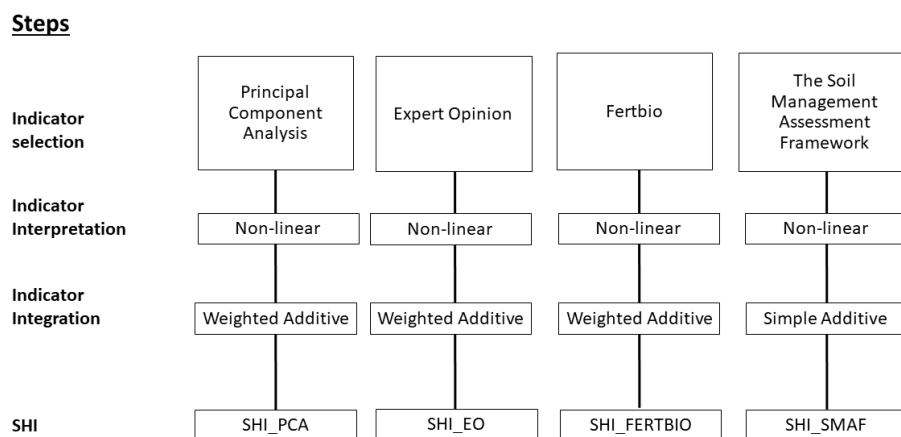 Steps
Indicator
selection
Principal
Component
Analysis
Expert Opinion
Fertbio
The Soil
Management
Assessment
Framework
Indicator
Interpretation
Non-linear
Non-linear
Non-linear
Non-linear
Indicator
Integration
Weighted Additive
Weighted Additive
Weighted Additive
Simple Additive
SHI
SHI_PCA
SHI_EO
SHI_FERTBIO
SHI_SMAF